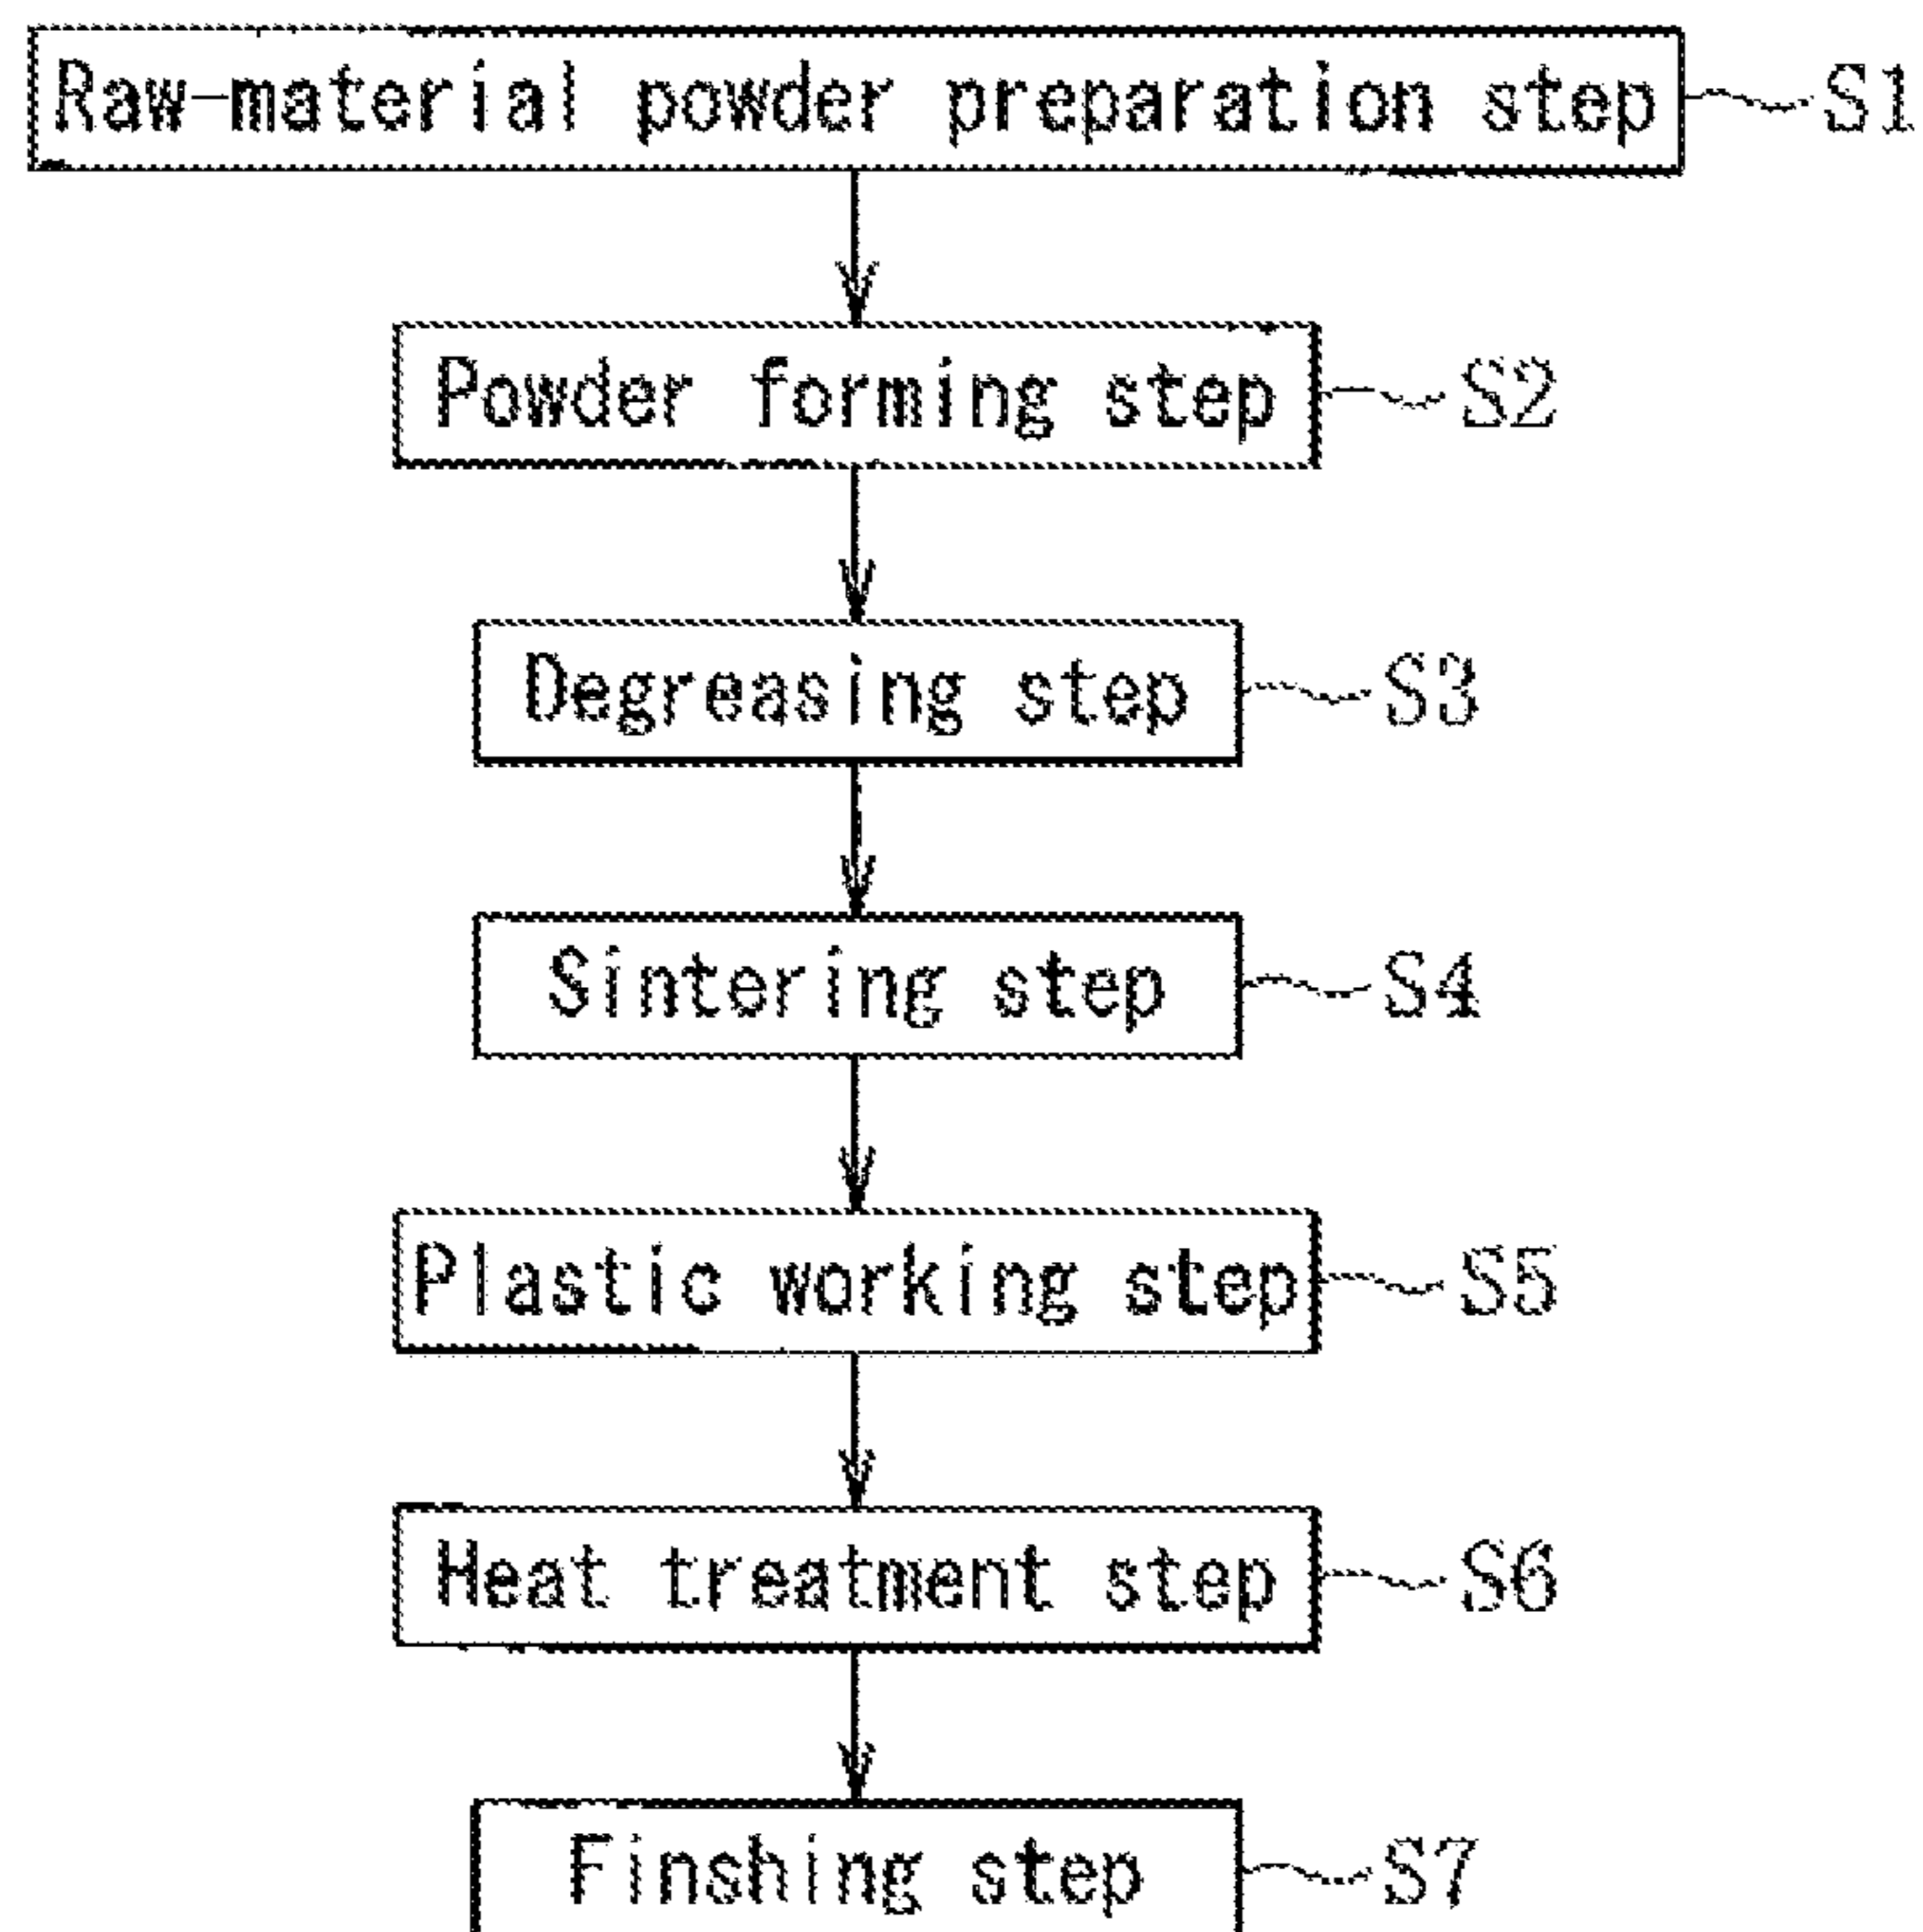 Raw-material powder preparation step S1
Powder forming step S2
Degreasing step S3
Sintering step S4
Plastic working step S5
Heat treatment step S6
Finshing step S7